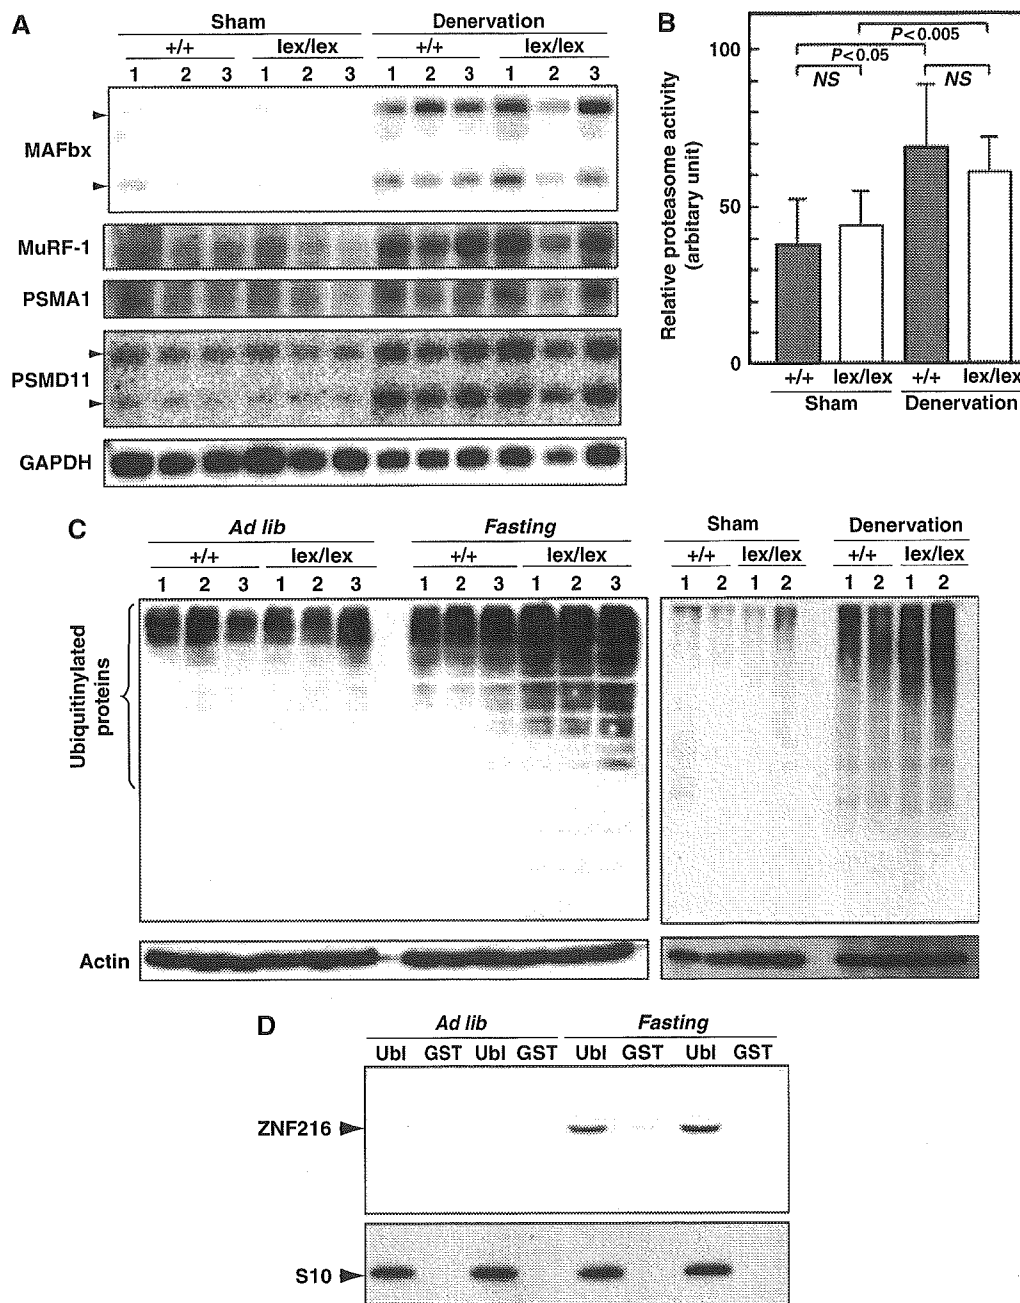 A
Sham Denervation
+/+ lex/lex +/+ lex/lex
1 2 3 1 2 3 1 2 3 1 2 3
MAFbx
MuRF-1
PSMA1
PSMD11
GAPDH
B
Relative proteasome activity
(arbitary unit)
100
50
0
P<0.005
P<0.05
NS NS
+/+ lex/lex +/+ lex/lex
Sham Denervation
C
Ad lib Fasting Sham Denervation
+/+ lex/lex +/+ lex/lex +/+ lex/lex +/+ lex/lex
1 2 3 1 2 3 1 2 3 1 2 3 1 2 1 2 1 2 1 2
Ubiquitinylated
proteins
Actin
D
Ad lib Fasting
Ubl GST Ubl GST Ubl GST Ubl GST
ZNF216
S10